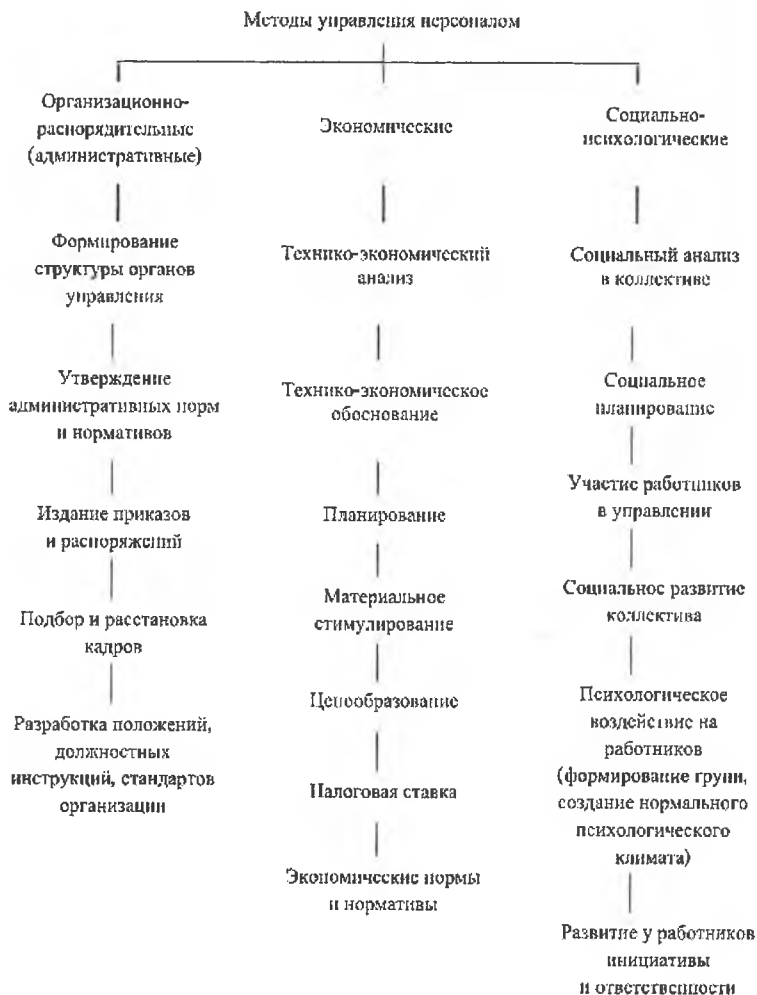 Методы управления персоналом
Организационно-
распорядительные
(административные)
Формирование
структуры органов
управления
Утверждение
административных норм
и нормативов
Издание приказов
и распоряжений
Подбор и расстановка
кадров
Разработка положений,
должностных
инструкций, стандартов
организации
Экономические
Технико-экономический
анализ
Технико-экономическое
обоснование
Планирование
Материальное
стимулирование
Ценообразование
Налоговая ставка
Экономические нормы
и нормативы
Социально-
психологические
Социальный анализ
в коллективе
Социальное
планирование
Участие работников
в управлении
Социальное развитие
коллектива
Психологическое
воздействие на
работников
(формирование групп,
создание нормального
психологического
климата)
Развитие у работников
инициативы
и ответственности